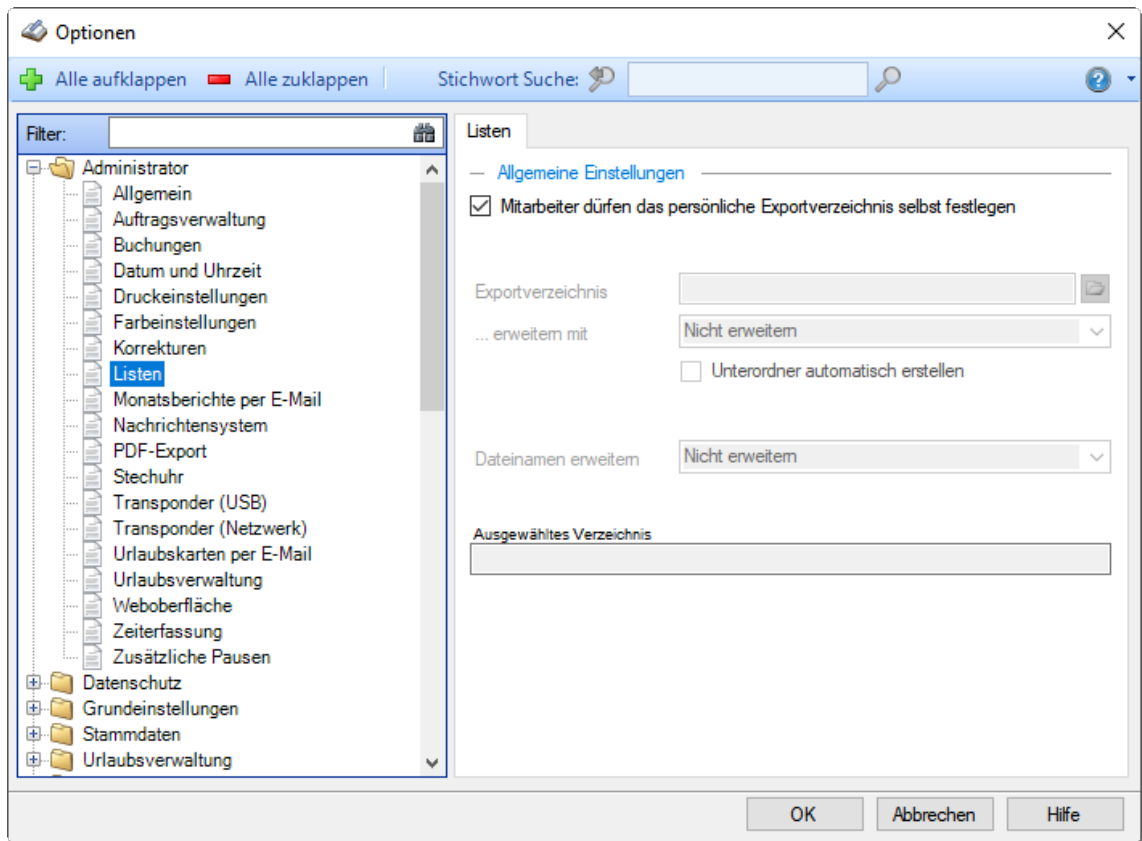 Optionen
Alle aufklappen Alle zuklappen Stichwort Suche:
Filter:
Administrator
Allgemein
Auftragsverwaltung
Buchungen
Datum und Uhrzeit
Druckeinstellungen
Farbeinstellungen
Korrekturen
Listen
Monatsberichte per E-Mail
Nachrichtensystem
PDF-Export
Stechuhr
Transponder (USB)
Transponder (Netzwerk)
Urlaubskarten per E-Mail
Urlaubsverwaltung
Weboberfläche
Zeiterfassung
Zusätzliche Pausen
Datenschutz
Grundeinstellungen
Stammdaten
Urlaubsverwaltung
Listen
Allgemeine Einstellungen
Mitarbeiter dürfen das persönliche Exportverzeichnis selbst festlegen
Exportverzeichnis
... erweitern mit Nicht erweitern
Unterordner automatisch erstellen
Dateinamen erweitern Nicht erweitern
Ausgewähltes Verzeichnis
OK Abbrechen Hilfe